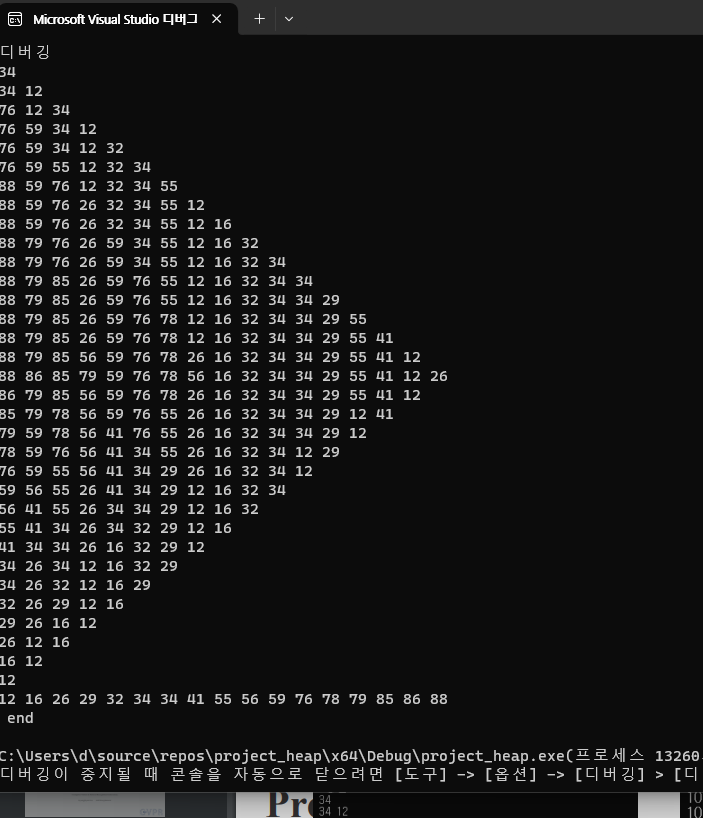 Microsoft Visual Studio 디버그
디버깅
34
34 12
76 12 34
76 59 34 12
76 59 34 12 32
76 59 55 12 32 34
88 59 76 12 32 34 55
88 59 76 26 32 34 55 12
88 59 76 26 32 34 55 12 16
88 79 76 26 59 34 55 12 16 32
88 79 76 26 59 34 55 12 16 32 34
88 79 85 26 59 76 55 12 16 32 34 34
88 79 85 26 59 76 55 12 16 32 34 34 29
88 79 85 26 59 76 78 12 16 32 34 34 29 55
88 79 85 26 59 76 78 12 16 32 34 34 29 55 41
88 79 85 56 59 76 78 26 16 32 34 34 29 55 41 12
88 86 85 79 59 76 78 56 16 32 34 34 29 55 41 12 26
86 79 85 56 59 76 78 26 16 32 34 34 29 55 41 12
85 79 78 56 59 76 55 26 16 32 34 34 29 12 41
79 59 78 56 41 76 55 26 16 32 34 34 29 12
78 59 76 56 41 34 55 26 16 32 34 12 29
76 59 55 56 41 34 29 26 16 32 34 12
59 56 55 26 41 34 29 12 16 32 34
56 41 55 26 34 34 29 12 16 32
55 41 34 26 34 32 29 12 16
41 34 34 26 16 32 29 12
34 26 34 12 16 32 29
34 26 32 12 16 29
32 26 29 12 16
29 26 16 12
26 12 16
16 12
12
12 16 26 29 32 34 34 41 55 56 59 76 78 79 85 86 88
end
C:\Users\d\source\repos\project_heap\x64\Debug\project_heap.exe(프로세스 13260
디버깅이 중지될 때 콘솔을 자동으로 닫으려면 [도구] -> [옵션] -> [디버깅] > [디
34
34 12
10
10